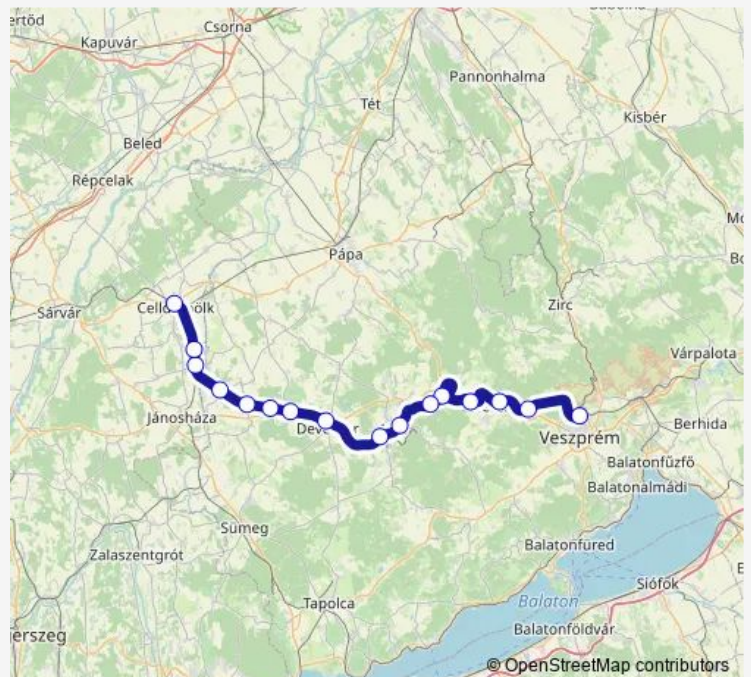 Csorna
Kapuvár
Pannonhalma
Tét
Kisbér
Beled
Répcelak
Pápa
Zirc
Sárvár
Várpalota
Jánosháza
Veszprém
Berhida
Balatonfűzfő
Balatonalmádi
Sümeg
Zalaszentgrót
Balatonfüred
Siófok
Tapolca
Balaton
Balatonföldvár
© OpenStreetMap contributors